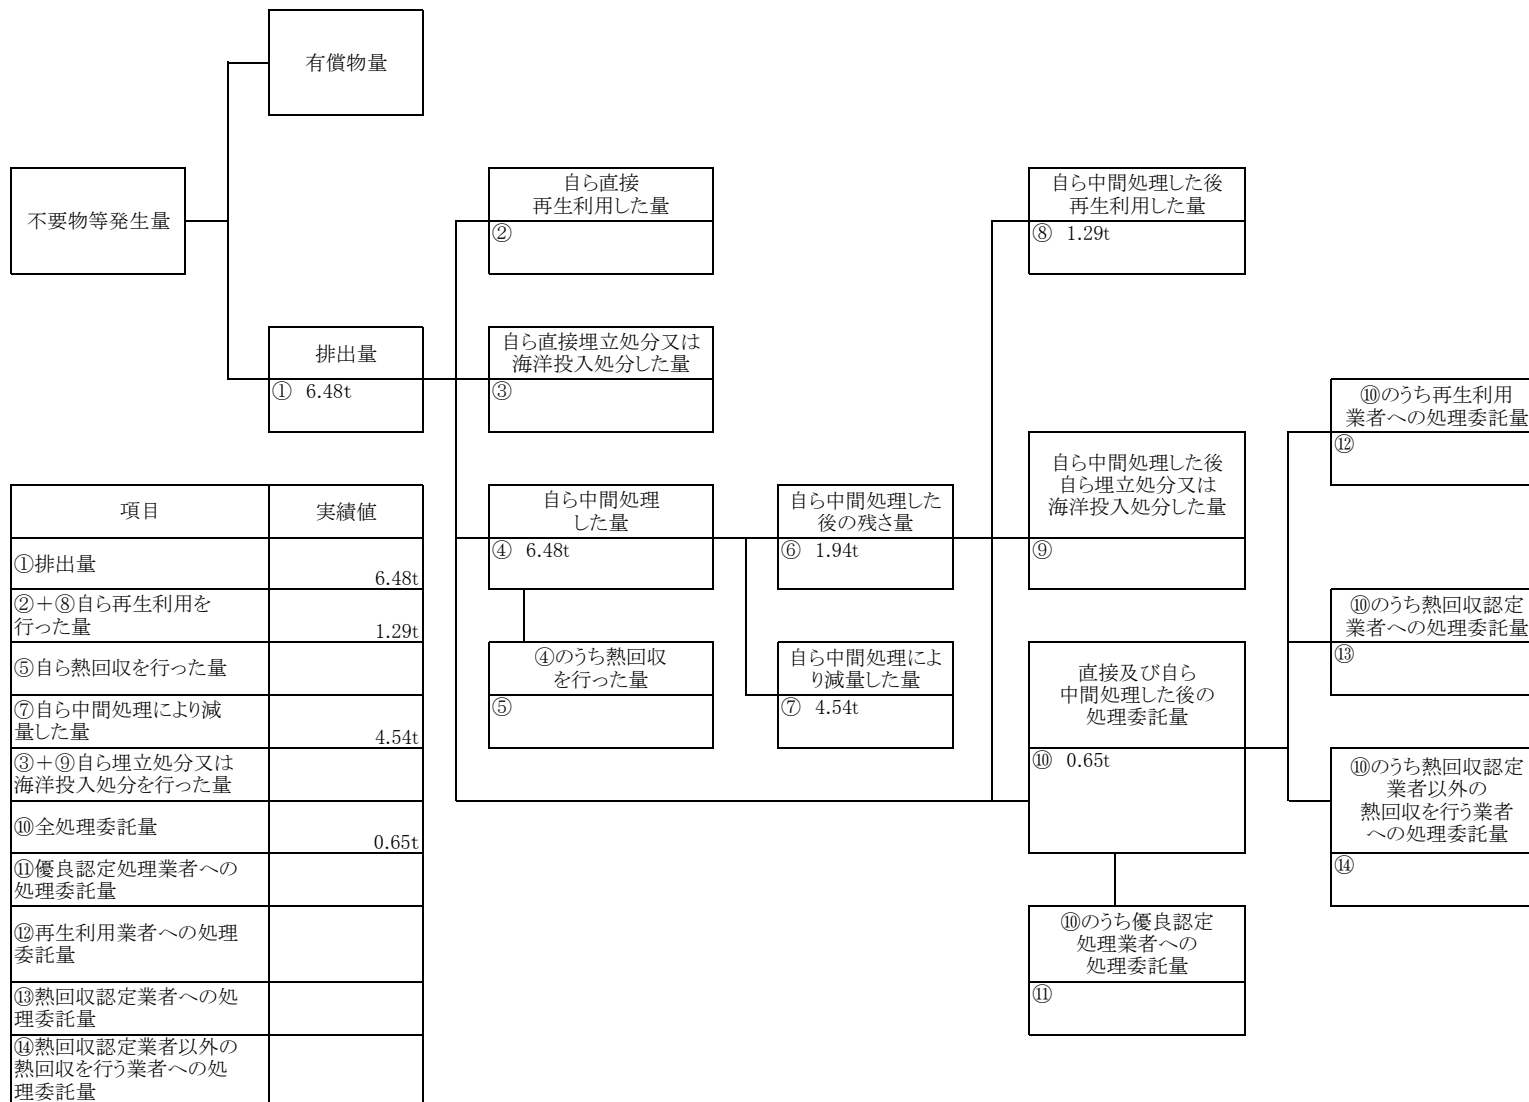 有償物量
不要物等発生量
自ら直接
再生利用した量
②
自ら中間処理した後
再生利用した量
⑧ 1.29t
排出量
① 6.48t
自ら直接埋立処分又は
海洋投入処分した量
③
⑩のうち再生利用
業者への処理委託量
⑫
自ら中間処理した後
自ら埋立処分又は
海洋投入処分した量
⑨
自ら中間処理
した量
④ 6.48t
自ら中間処理した
後の残さ量
⑥ 1.94t
⑩のうち熱回収認定
業者への処理委託量
⑬
④のうち熱回収
を行った量
⑤
自ら中間処理によ
り減量した量
⑦ 4.54t
直接及び自ら
中間処理した後の
処理委託量
⑩ 0.65t
⑩のうち熱回収認定
業者以外の
熱回収を行う業者
への処理委託量
⑭
⑩のうち優良認定
処理業者への
処理委託量
⑪
項目 実績値
①排出量
6.48t
②＋⑧自ら再生利用を
行った量 1.29t
⑤自ら熱回収を行った量
⑦自ら中間処理により減
量した量 4.54t
③＋⑨自ら埋立処分又は
海洋投入処分を行った量
⑩全処理委託量
0.65t
⑪優良認定処理業者への
処理委託量
⑫再生利用業者への処理
委託量
⑬熱回収認定業者への処
理委託量
⑭熱回収認定業者以外の
熱回収を行う業者への処
理委託量